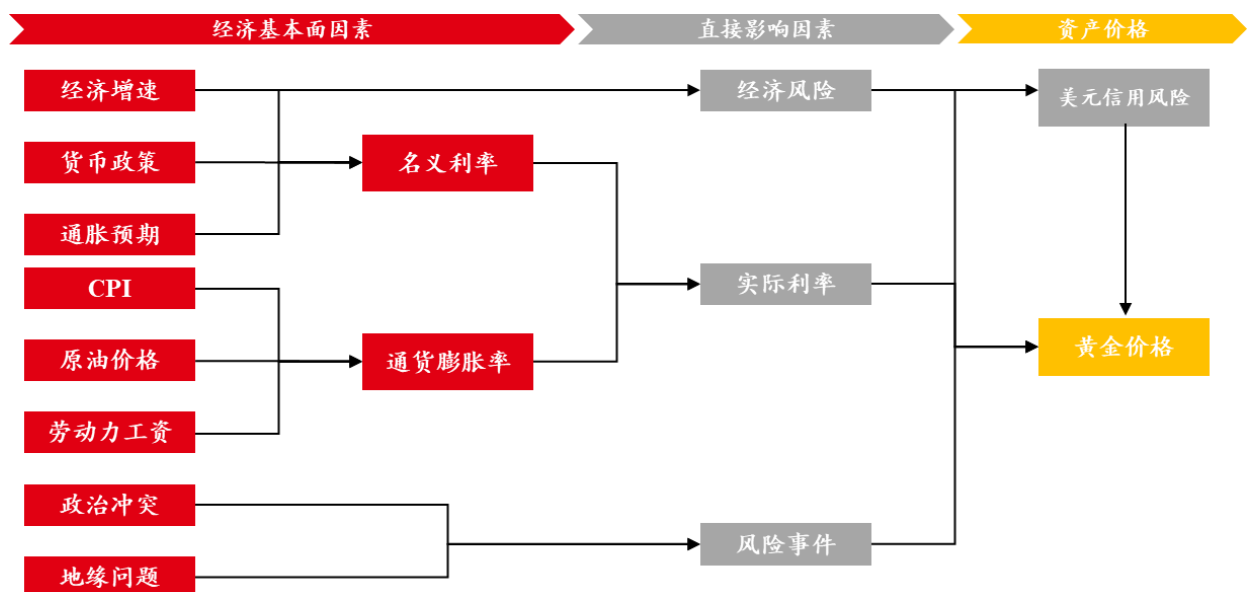 经济基本面因素
直接影响因素
资产价格
经济增速
经济风险
美元信用风险
货币政策
名义利率
通胀预期
CPI
实际利率
原油价格
通货膨胀率
黄金价格
劳动力工资
政治冲突
风险事件
地缘问题